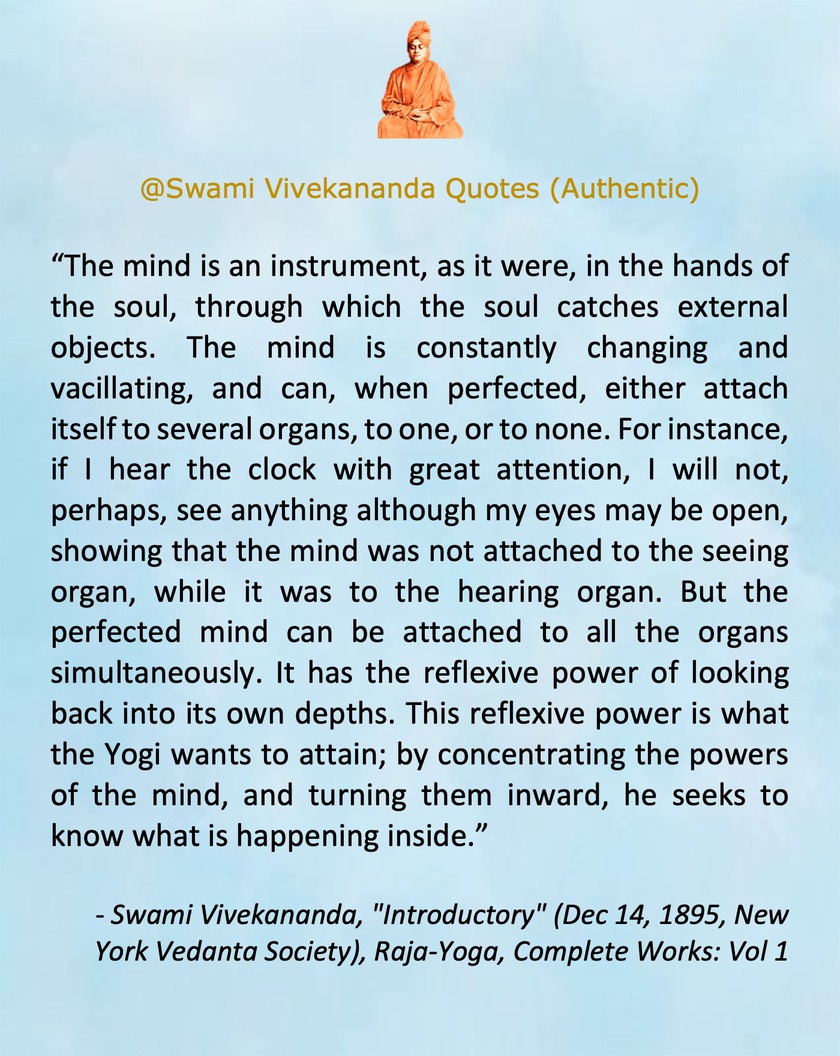 @Swami Vivekananda Quotes (Authentic)
“The mind is an instrument, as it were, in the hands of
the soul, through which the soul catches external
objects. The mind is constantly changing and
vacillating, and can, when perfected, either attach
itself to several organs, to one, or to none. For instance,
if I hear the clock with great attention, I will not,
perhaps, see anything although my eyes may be open,
showing that the mind was not attached to the seeing
organ, while it was to the hearing organ. But the
perfected mind can be attached to all the organs
simultaneously. It has the reflexive power of looking
back into its own depths. This reflexive power is what
the Yogi wants to attain; by concentrating the powers
of the mind, and turning them inward, he seeks to
know what is happening inside.”
- Swami Vivekananda, "Introductory" (Dec 14, 1895, New
York Vedanta Society), Raja-Yoga, Complete Works: Vol 1